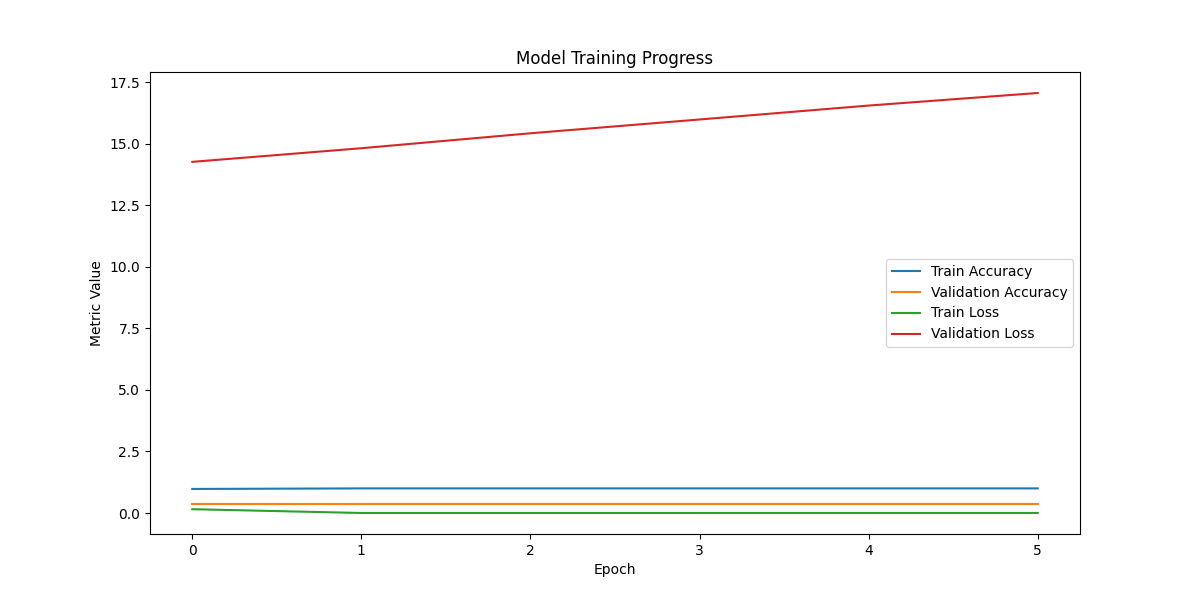 Model Training Progress
17.5
15.0
12.5
10.0
7.5
5.0
2.5
0.0
Metric Value
Train Accuracy
Validation Accuracy
Train Loss
Validation Loss
0 1 2 3 4 5
Epoch